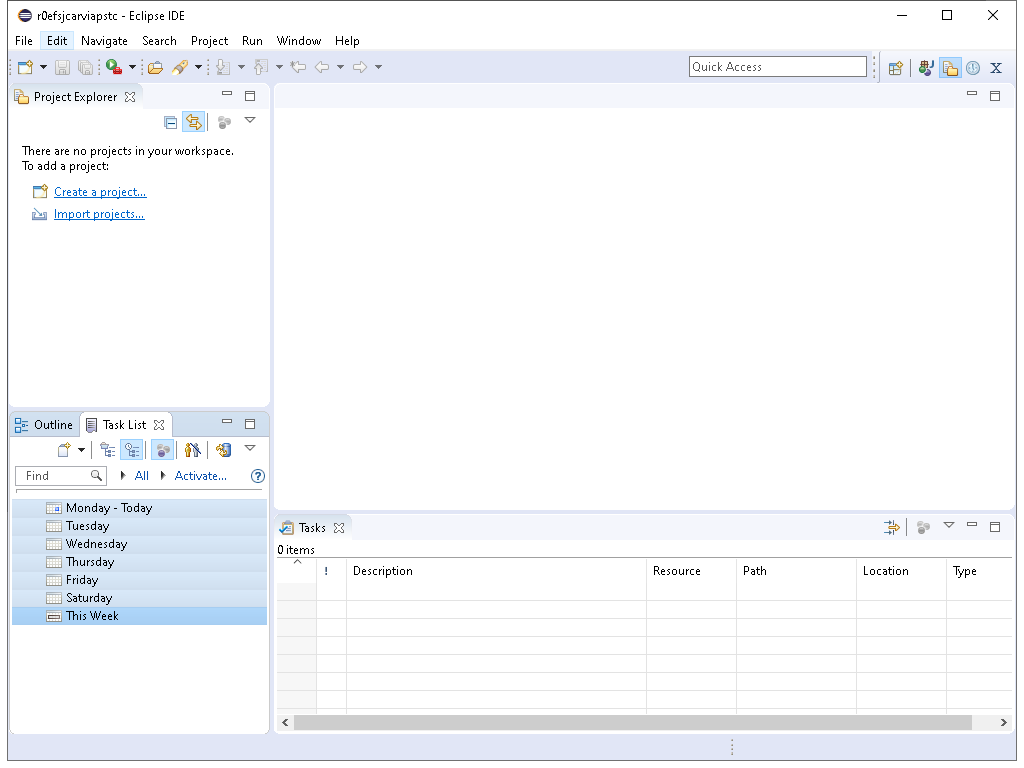 r0efsjcarviapstc - Eclipse IDE
File Edit Navigate Search Project Run Window Help
Quick Access
Project Explorer
There are no projects in your workspace.
To add a project:
Create a project...
Import projects...
Outline Task List
Find All Activate...
Monday - Today
Tuesday
Wednesday
Thursday
Friday
Saturday
This Week
Tasks
0 items
! Description Resource Path Location Type